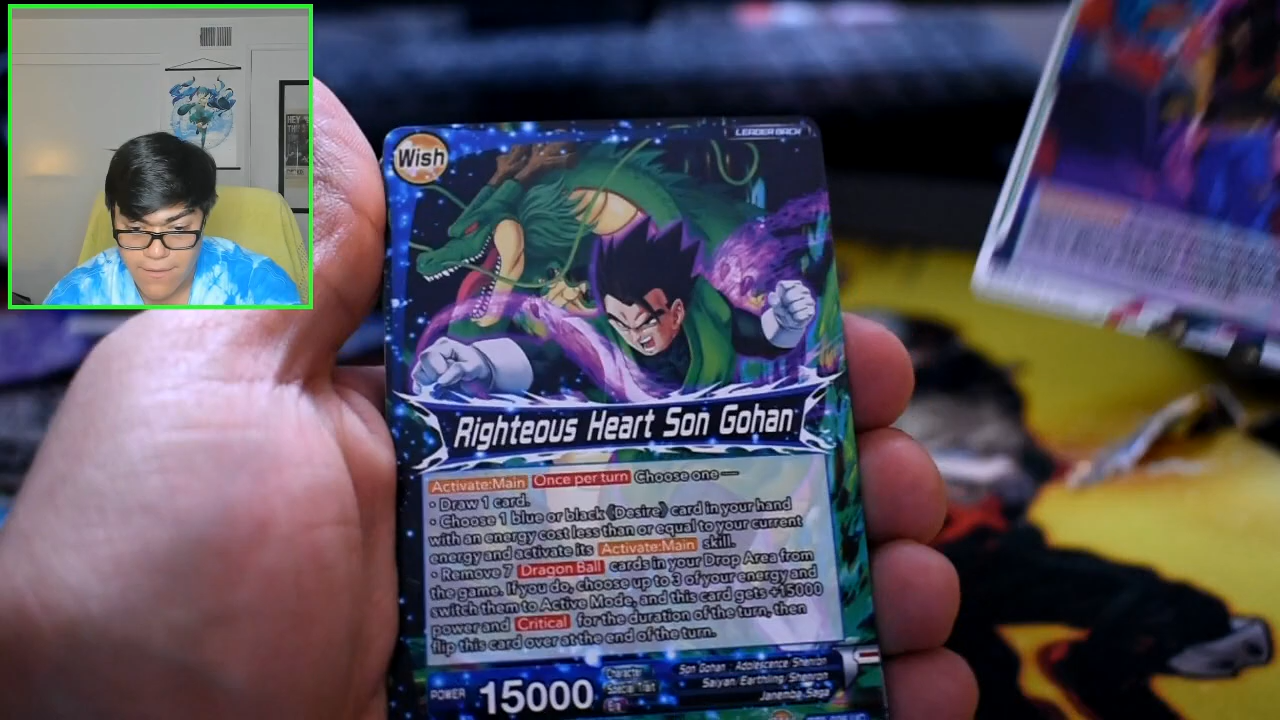 HEY
LEADER BACK
Wish
Righteous Heart Son Gohan
Activate:Main Once per turn Choose one —
・Draw 1 card.
・Choose 1 blue or black《Desire》card in your hand
with an energy cost less than or equal to your current
energy and activate its Activate:Main skill.
・Remove 7 Dragon Ball cards in your Drop Area from
the game. If you do, choose up to 3 of your energy and
switch them to Active Mode, and this card gets +15000
power and Critical for the duration of the turn, then
flip this card over at the end of the turn.
POWER 15000
Character Son Gohan : Adolescence/Shenron
Special Trait Saiyan/Earthling/Shenron
Janemba Saga